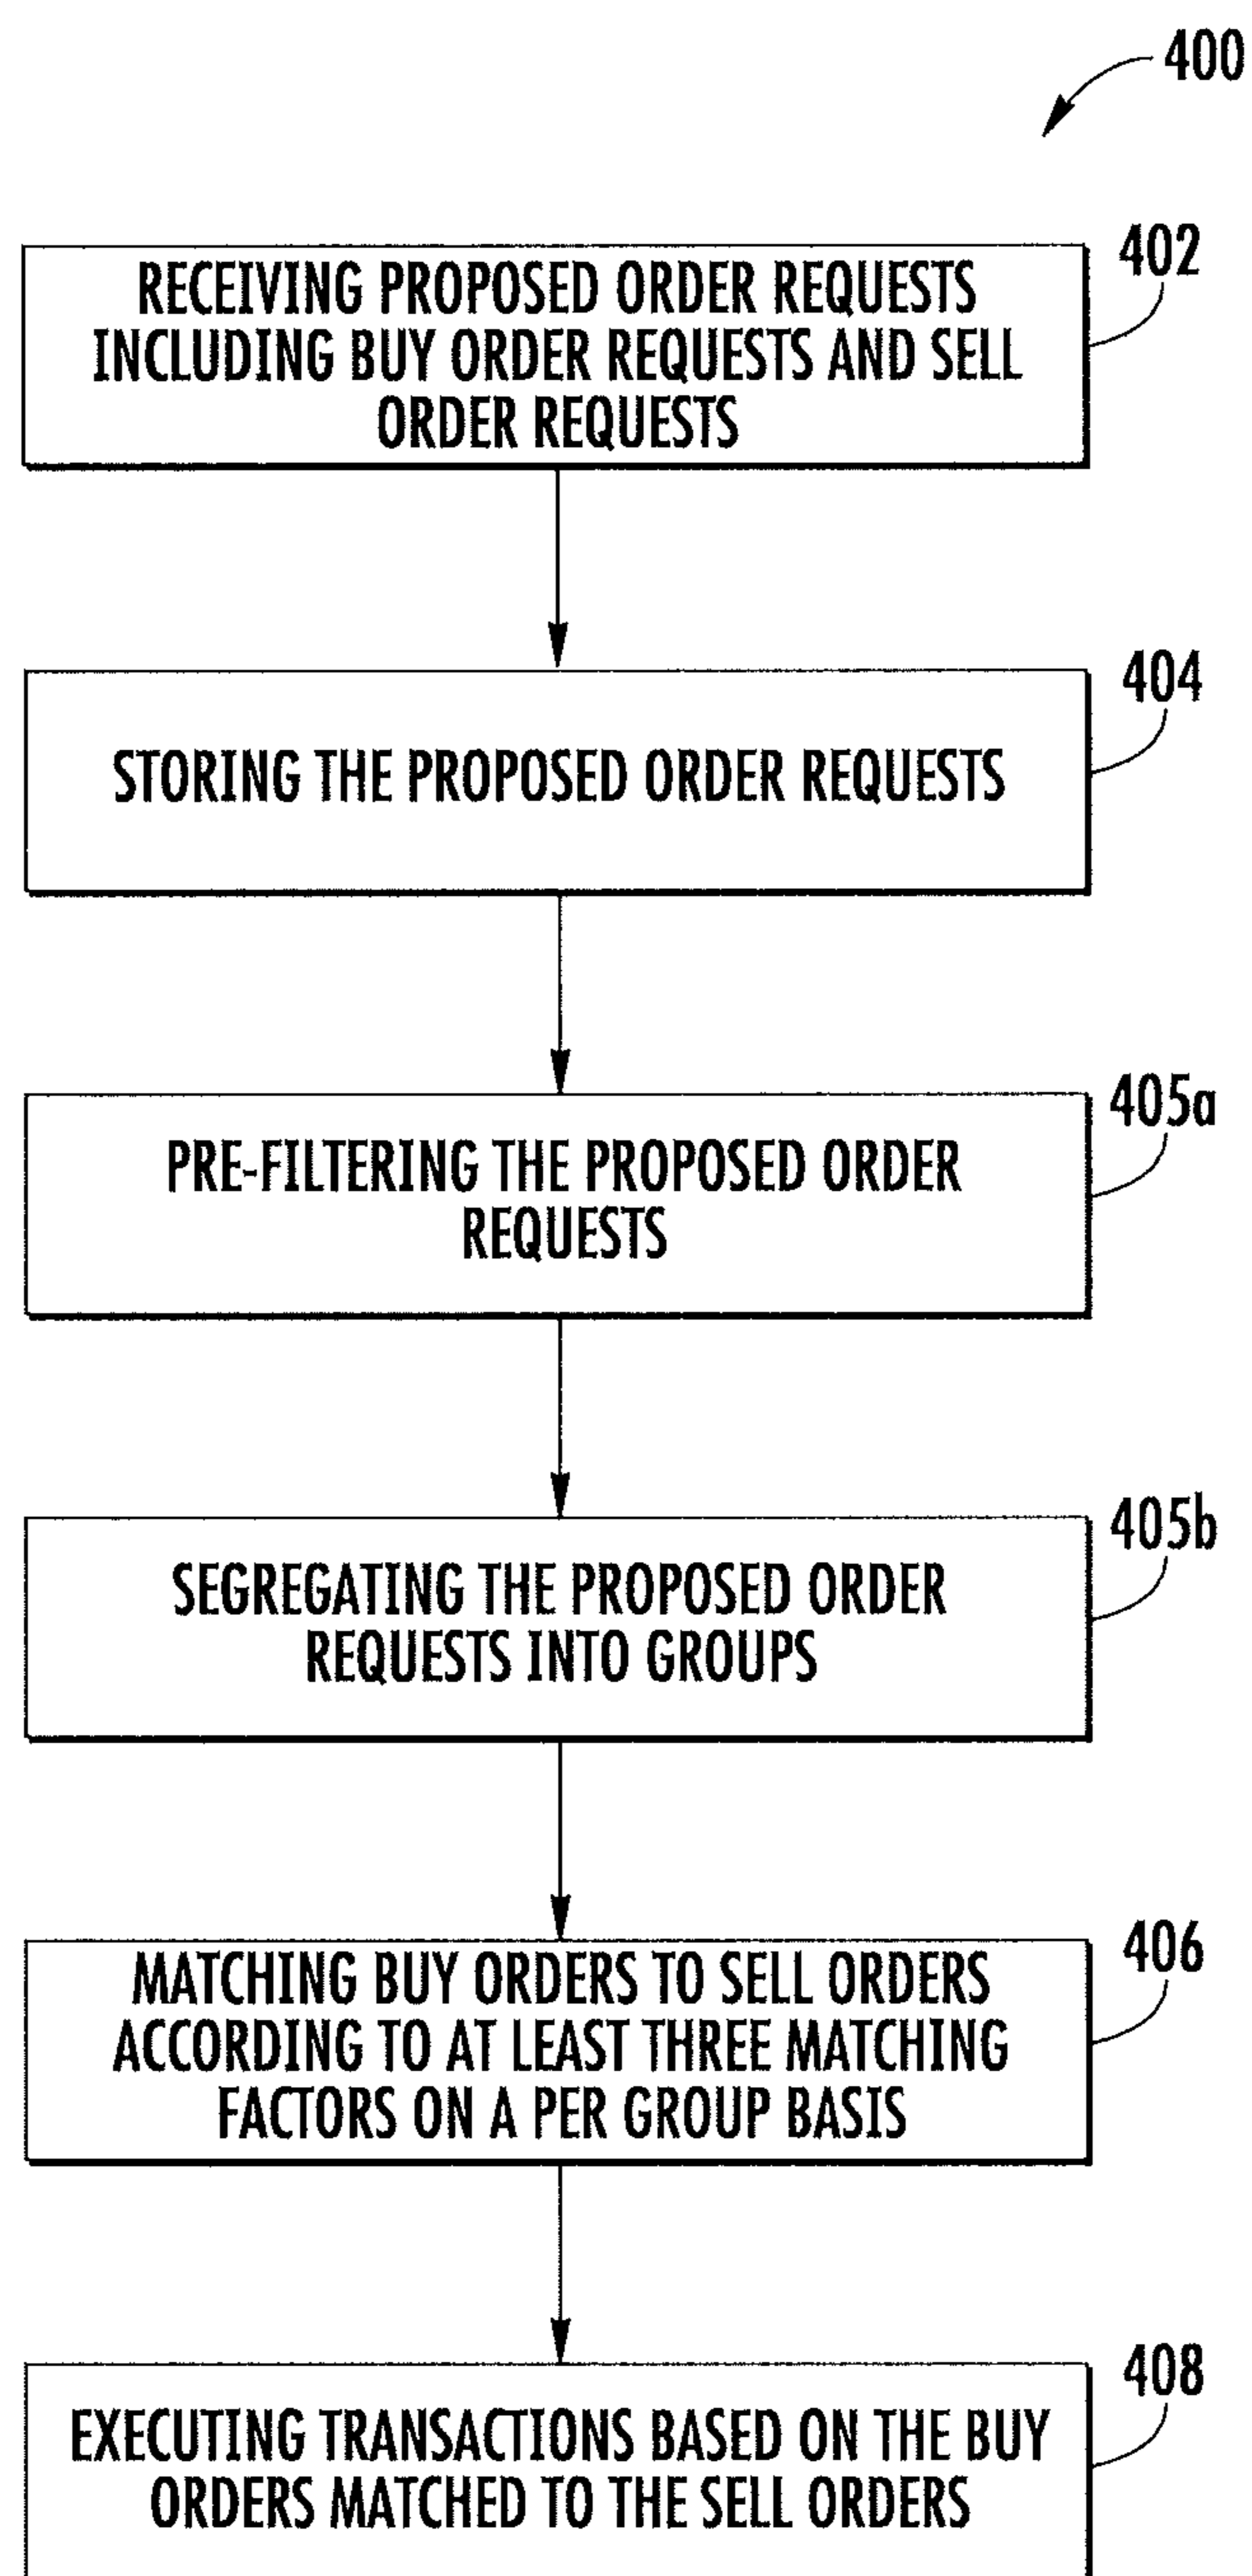 400
402
RECEIVING PROPOSED ORDER REQUESTS
INCLUDING BUY ORDER REQUESTS AND SELL
ORDER REQUESTS
404
STORING THE PROPOSED ORDER REQUESTS
405a
PRE-FILTERING THE PROPOSED ORDER
REQUESTS
405b
SEGREGATING THE PROPOSED ORDER
REQUESTS INTO GROUPS
406
MATCHING BUY ORDERS TO SELL ORDERS
ACCORDING TO AT LEAST THREE MATCHING
FACTORS ON A PER GROUP BASIS
408
EXECUTING TRANSACTIONS BASED ON THE BUY
ORDERS MATCHED TO THE SELL ORDERS